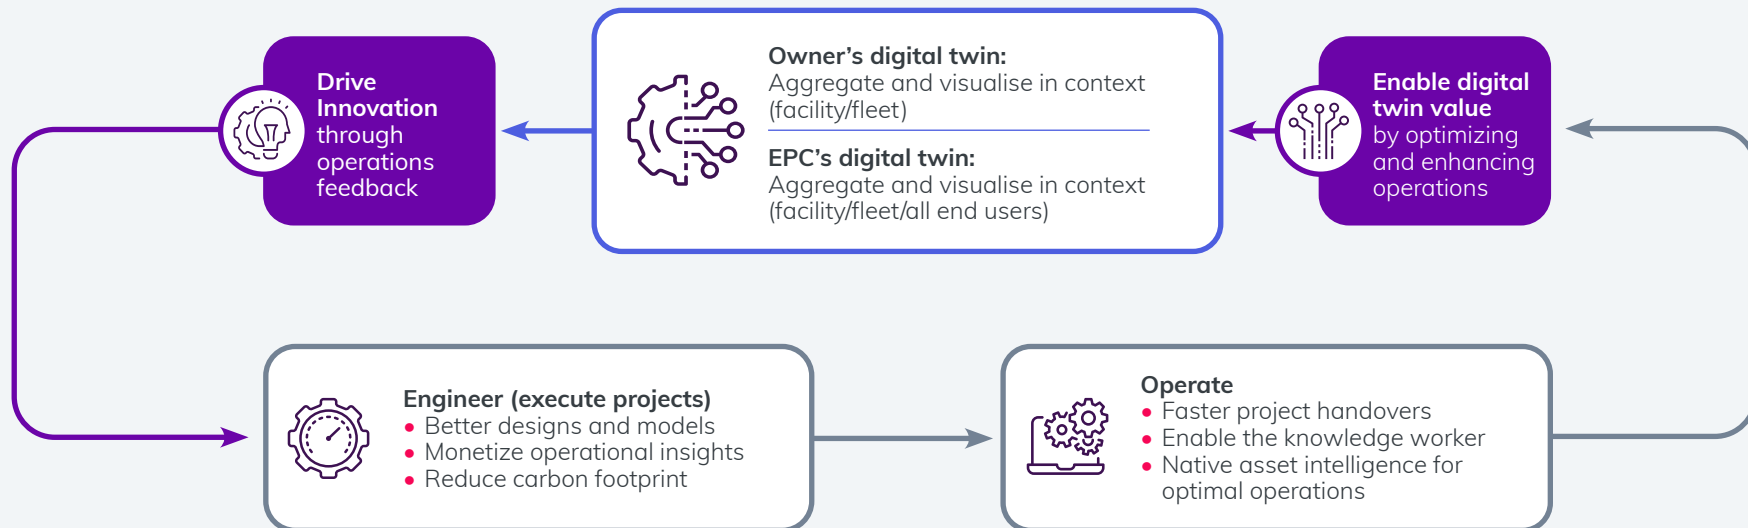 Drive
Innovation
through
operations
feedback
Owner’s digital twin:
Aggregate and visualise in context
(facility/fleet)
EPC’s digital twin:
Aggregate and visualise in context
(facility/fleet/all end users)
Enable digital
twin value
by optimizing
and enhancing
operations
Engineer (execute projects)
• Better designs and models
• Monetize operational insights
• Reduce carbon footprint
Operate
• Faster project handovers
• Enable the knowledge worker
• Native asset intelligence for
optimal operations